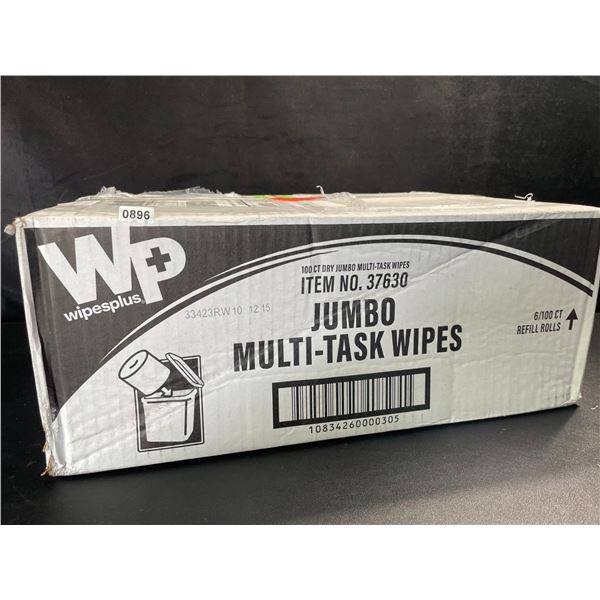 0896
WP+
wipesplus®
100 CT DRY JUMBO MULTI-TASK WIPES
ITEM NO. 37630
33423RW10 12:15
JUMBO
MULTI-TASK WIPES
6/100 CT
REFILL ROLLS
10834260000305